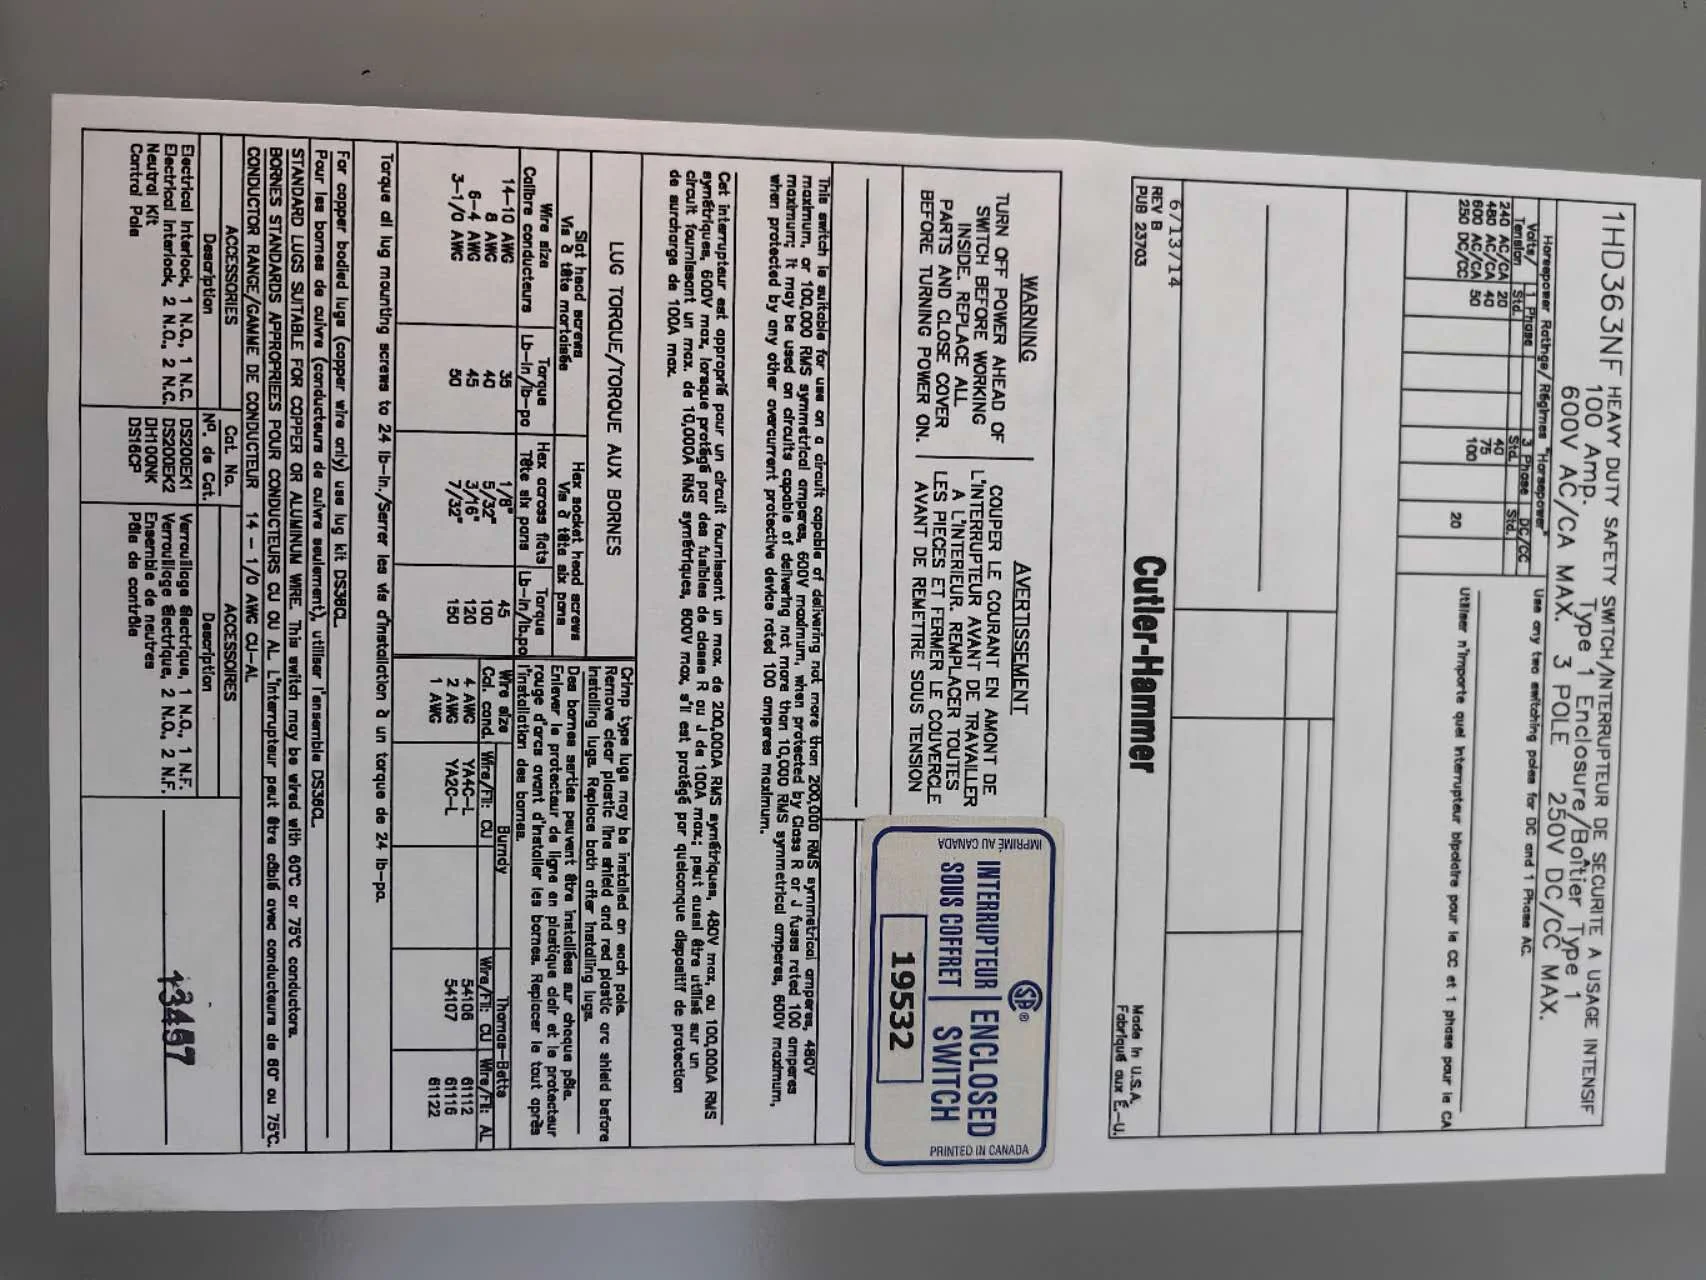 1HD363NF HEAVY DUTY SAFETY SWITCH/INTERRUPTEUR DE SECURITE A USAGE INTENSIF
100 Amp. Type 1 Enclosure/Boîtier Type 1
600V AC/CA MAX. 3 POLE 250V DC/CC MAX.
Horsepower Ratings/Régimes "Horsepower"
Volts/ 1 Phase 3 Phase DC/CC
Tension Std. Std. Std.
240 AC/CA 20 40
480 AC/CA 40 75
600 AC/CA 50 100
250 DC/CC 20
Use any two switching poles for DC and 1 Phase AC.
Utiliser n'importe quel interrupteur bipolaire pour le CC et 1 phase pour le CA
6/13/14
REV B
PUB 23703
Cutler-Hammer
Made in U.S.A.
Fabriqué aux É.-U.
WARNING
TURN OFF POWER AHEAD OF
SWITCH BEFORE WORKING
INSIDE. REPLACE ALL
PARTS AND CLOSE COVER
BEFORE TURNING POWER ON.
AVERTISSEMENT
COUPER LE COURANT EN AMONT DE
L'INTERRUPTEUR AVANT DE TRAVAILLER
A L'INTERIEUR. REMPLACER TOUTES
LES PIECES ET FERMER LE COUVERCLE
AVANT DE REMETTRE SOUS TENSION
IMPRIMÉ AU CANADA
SA®
INTERRUPTEUR ENCLOSED
SOUS COFFRET SWITCH
19532
PRINTED IN CANADA
This switch is suitable for use on a circuit capable of delivering not more than 200,000 RMS symmetrical amperes, 480V
maximum, or 100,000 RMS symmetrical amperes, 600V maximum, when protected by Class R or J fuses rated 100 amperes
maximum; it may be used on circuits capable of delivering not more than 10,000 RMS symmetrical amperes, 600V maximum,
when protected by any other overcurrent protective device rated 100 amperes maximum.
Cet interrupteur est approprié pour un circuit fournissant un max. de 200,000A RMS symétriques, 480V max, ou 100,000A RMS
symétriques, 600V max, lorsque protégé par des fusibles de classe R ou J de 100A max; peut aussi être utilisé sur un
circuit fournissant un max. de 10,000A RMS symétriques, 600V max, s'il est protégé par quelconque dispositif de protection
de surcharge de 100A max.
LUG TORQUE/TORQUE AUX BORNES
Slot head screws Hex socket head screws
Vis à tête mortaisée Vis à tête six pans
Wire size Torque Hex across flats Torque
Calibre conducteurs Lb-in/lb-po Tête six pans Lb-in/lb.po
14-10 AWG 35 1/8" 45
8 AWG 40 5/32" 100
6-4 AWG 45 3/16" 120
3-1/0 AWG 50 7/32" 150
Crimp type lugs may be installed on each pole.
Remove clear plastic line shield and red plastic arc shield before
installing lugs. Replace both after installing lugs.
Des bornes serties peuvent être installées sur chaque pôle.
Enlever le protecteur de ligne en plastique clair et le protecteur
rouge d'arcs avant d'installer les bornes. Replacer le tout après
l'installation des bornes.
Wire size Burndy Thomas-Betts
Cal. cond. Wire/Fil: CU Wire/Fil: CU Wire/Fil: AL
4 AWG YA4C-L 54106 61112
2 AWG YA2C-L 54107 61116
1 AWG 61122
Torque all lug mounting screws to 24 lb-in./Serrer les vis d'installation à un torque de 24 lb-po.
For copper bodied lugs (copper wire only) use lug kit DS38CL.
Pour les bornes de cuivre (conducteurs de cuivre seulement), utiliser l'ensemble DS38CL.
STANDARD LUGS SUITABLE FOR COPPER OR ALUMINUM WIRE. This switch may be wired with 60°C or 75°C conductors.
BORNES STANDARDS APPROPRIEES POUR CONDUCTEURS CU OU AL. L'interrupteur peut être câblé avec conducteurs de 60° ou 75°C.
CONDUCTOR RANGE/GAMME DE CONDUCTEUR 14 - 1/0 AWG CU-AL
ACCESSORIES ACCESSOIRES
Description Cat. No. Nº. de Cat. Description
Electrical Interlock, 1 N.O., 1 N.C. DS200EK1 Verrouillage électrique, 1 N.O., 1 N.F.
Electrical Interlock, 2 N.O., 2 N.C. DS200EK2 Verrouillage électrique, 2 N.O., 2 N.F.
Neutral Kit DH100NK Ensemble de neutres
Control Pole DS16CP Pôle de contrôle